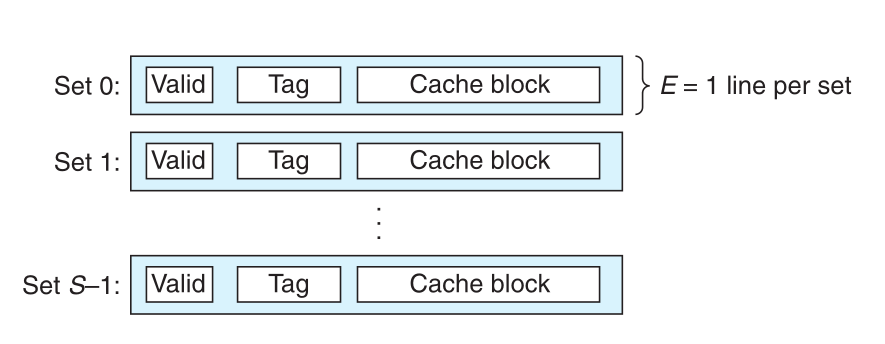 Set 0: Valid Tag Cache block E = 1 line per set
Set 1: Valid Tag Cache block
Set S–1: Valid Tag Cache block